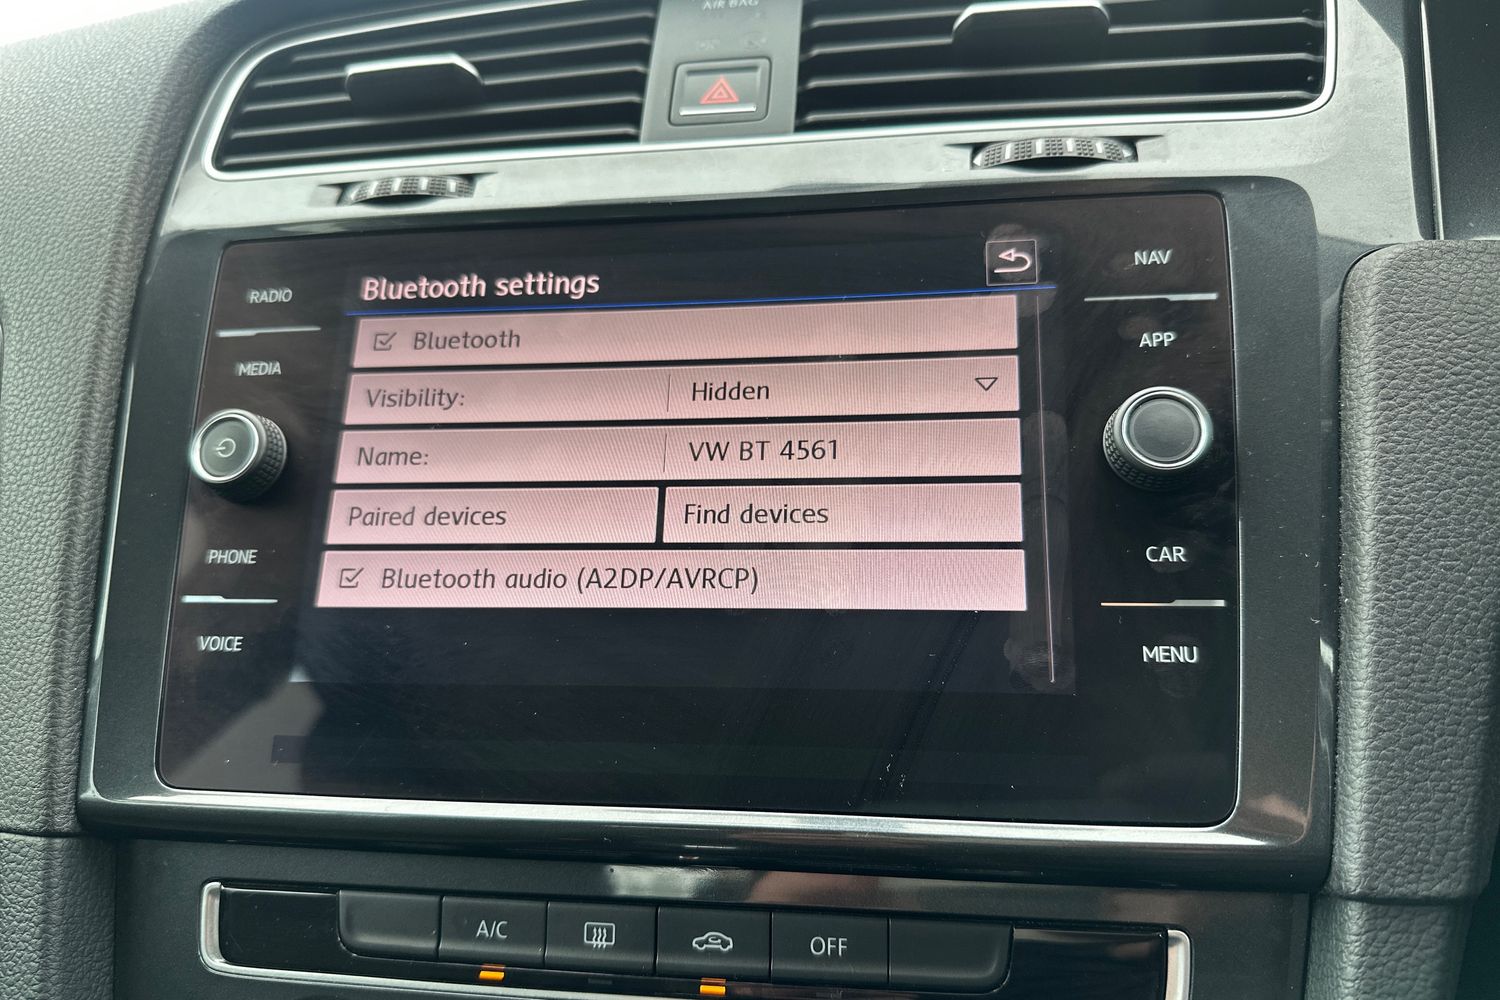 AIR BAG
RADIO
MEDIA
PHONE
VOICE
Bluetooth settings
Bluetooth
Visibility: Hidden
Name: VW BT 4561
Paired devices Find devices
Bluetooth audio (A2DP/AVRCP)
NAV
APP
CAR
MENU
A/C
OFF